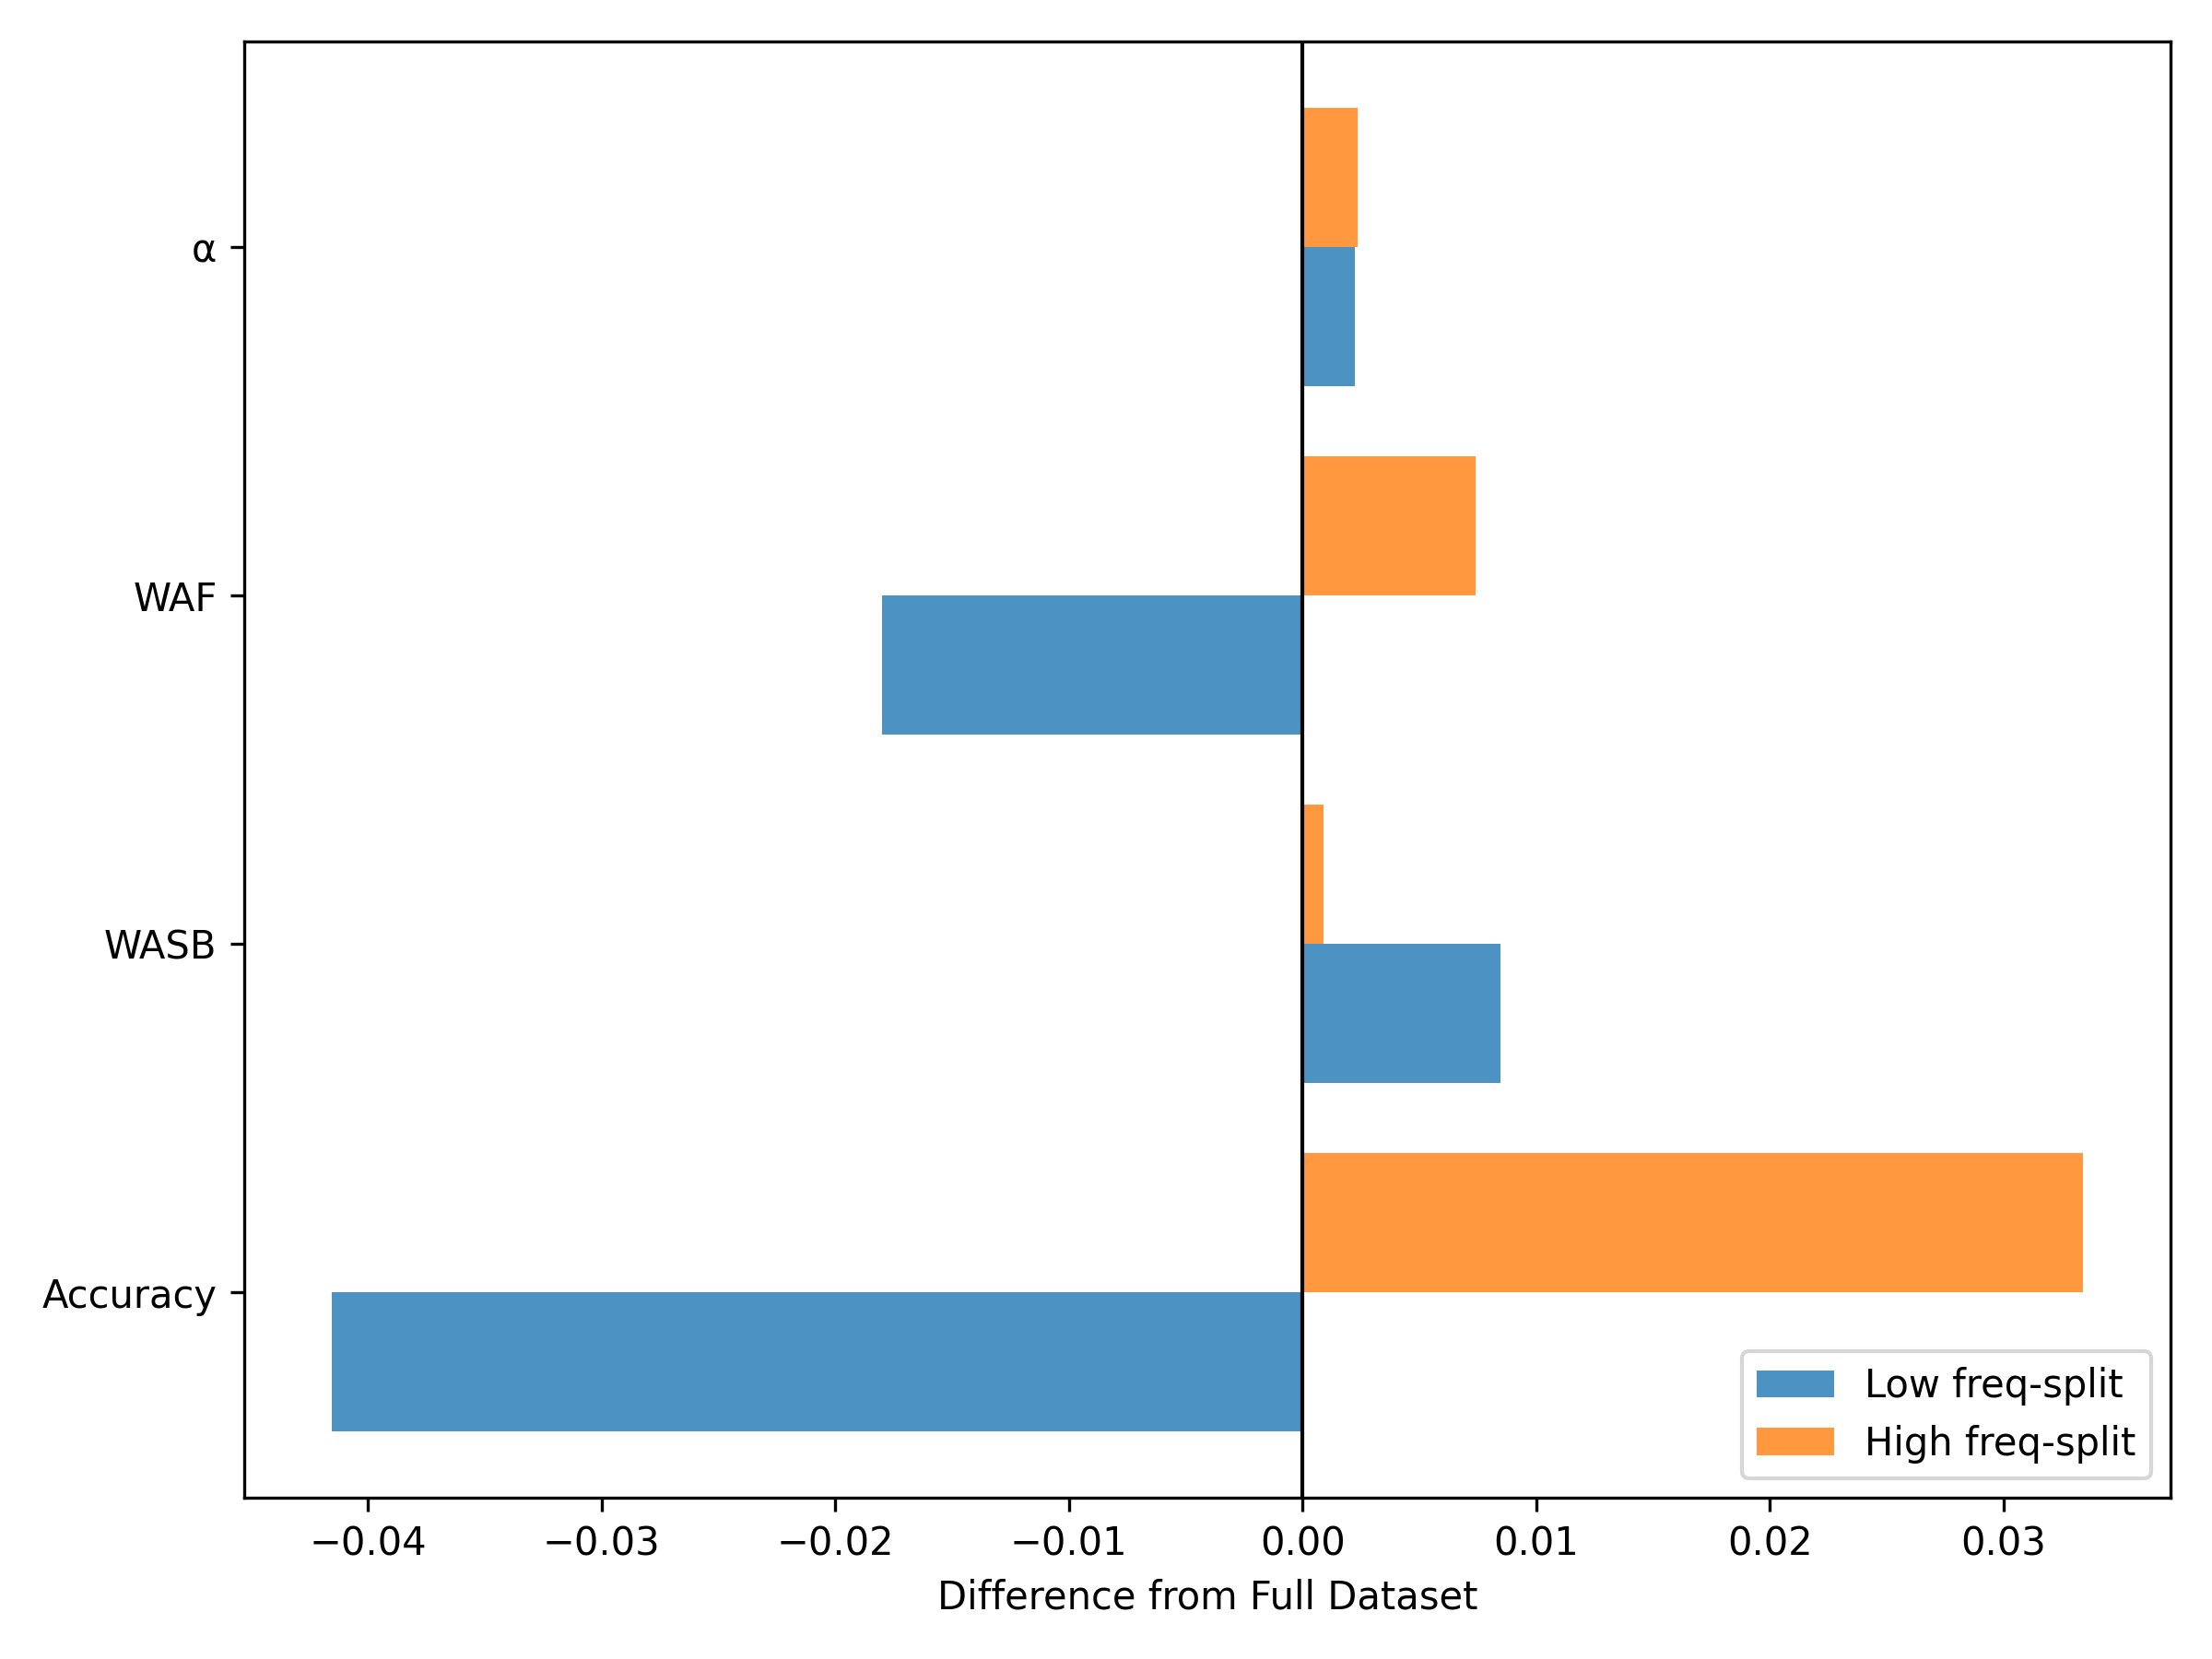 α
WAF
WASB
Accuracy
Low freq-split
High freq-split
−0.04 −0.03 −0.02 −0.01 0.00 0.01 0.02 0.03
Difference from Full Dataset